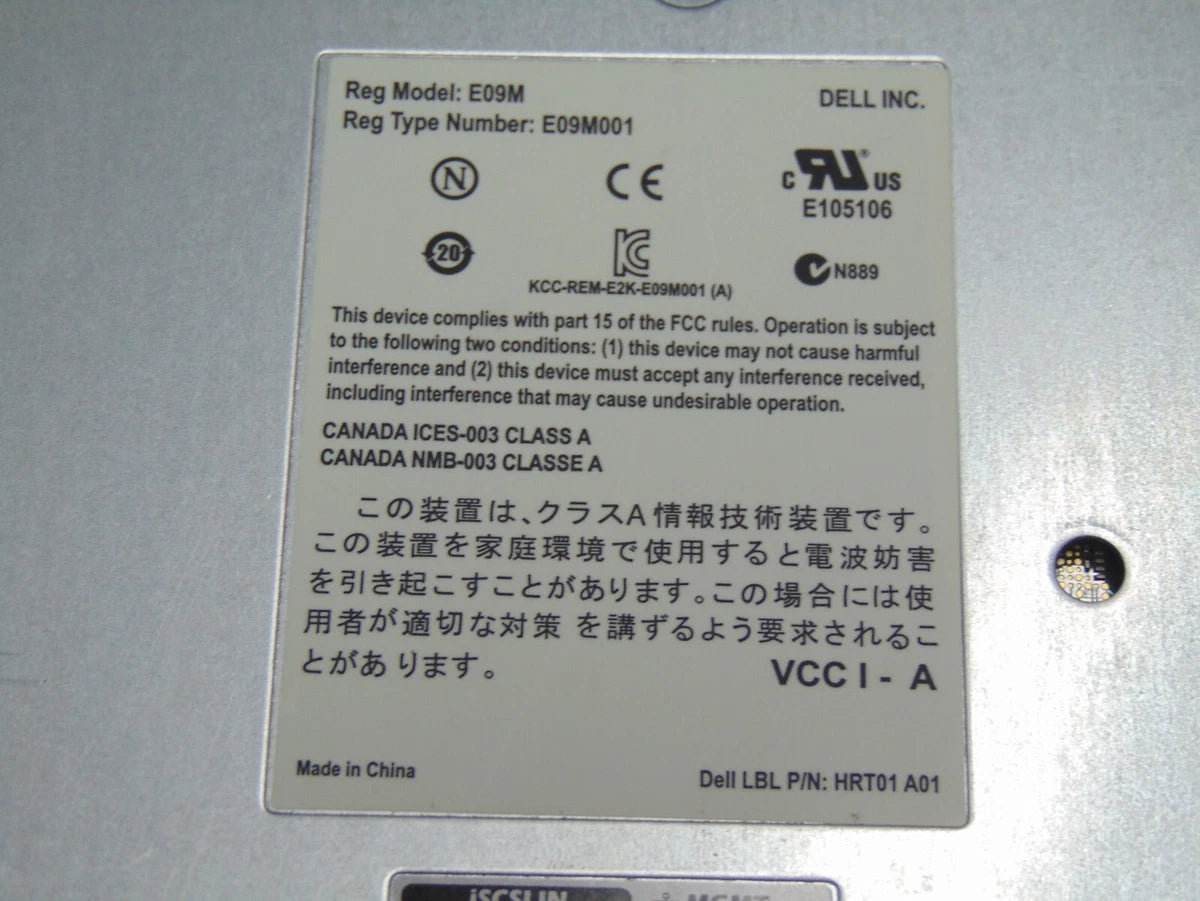 Reg Model: E09M
DELL INC.
Reg Type Number: E09M001
N
CE
c RU® US
E105106
20
KC
N889
KCC-REM-E2K-E09M001 (A)
This device complies with part 15 of the FCC rules. Operation is subject
to the following two conditions: (1) this device may not cause harmful
interference and (2) this device must accept any interference received,
including interference that may cause undesirable operation.
CANADA ICES-003 CLASS A
CANADA NMB-003 CLASSE A
この装置は、クラスA情報技術装置です。
この装置を家庭環境で使用すると電波妨害
を引き起こすことがあります。この場合には使
用者が適切な対策 を講ずるよう要求されるこ
とがあります。
VCC I - A
Made in China
Dell LBL P/N: HRT01 A01
iSCSI IN
MGMT